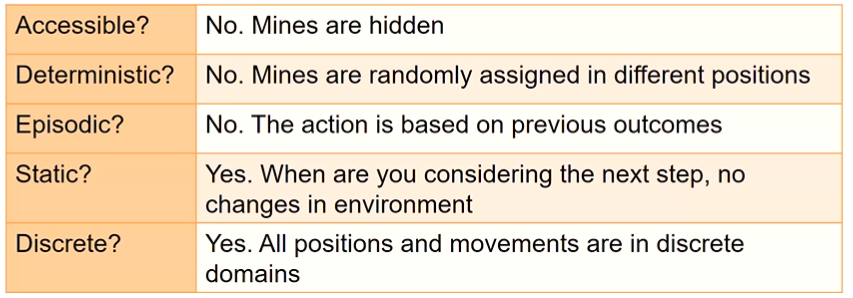 Accessible? No. Mines are hidden
Deterministic? No. Mines are randomly assigned in different positions
Episodic? No. The action is based on previous outcomes
Static? Yes. When are you considering the next step, no
changes in environment
Discrete? Yes. All positions and movements are in discrete
domains